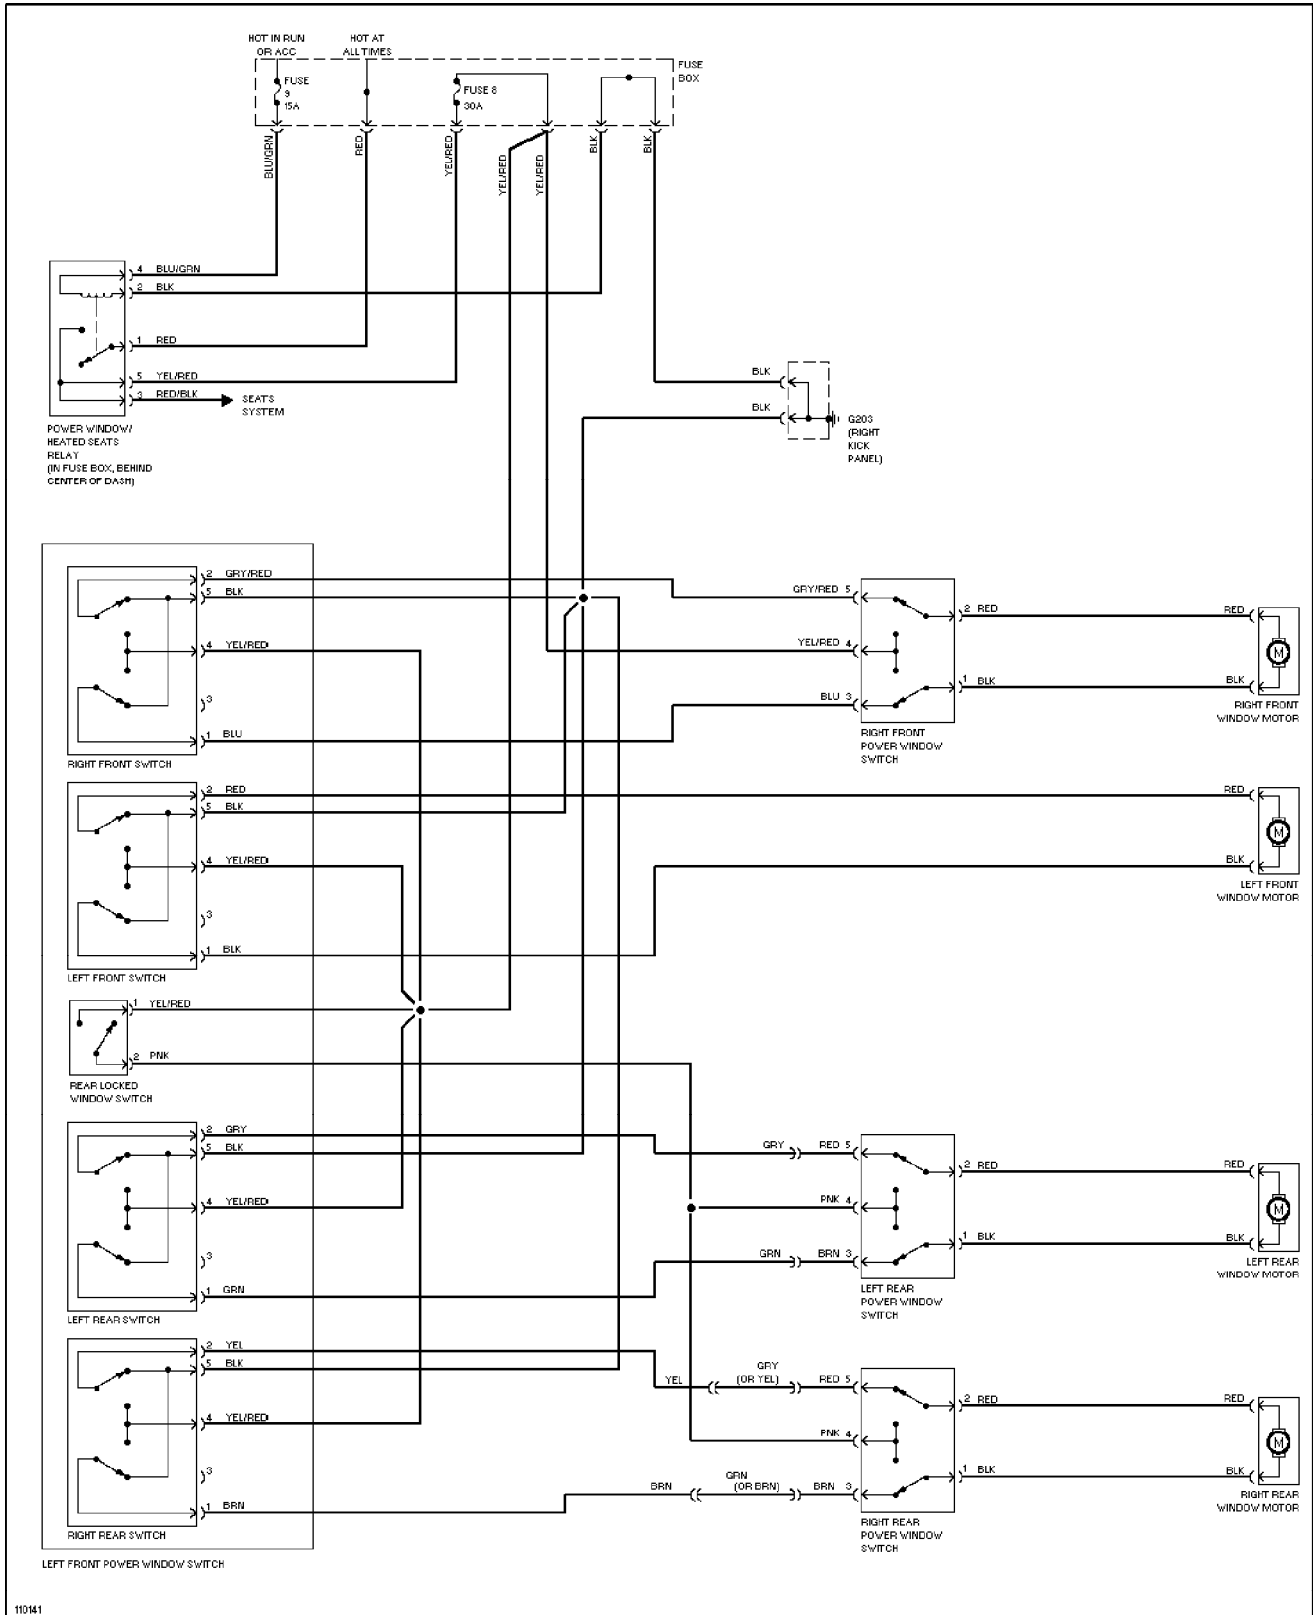 HOT IN RUN
OR ACC
HOT AT
ALL TIMES
FUSE
9
15A
FUSE 8
30A
FUSE
BOX
BLU/GRN
RED
YEL/RED
YEL/RED
YEL/RED
BLK
BLK
4 BLU/GRN
2 BLK
1 RED
5 YEL/RED
3 RED/BLK
SEATS
SYSTEM
POWER WINDOW/
HEATED SEATS
RELAY
(IN FUSE BOX, BEHIND
CENTER OF DASH)
BLK
BLK
G203
(RIGHT
KICK
PANEL)
2 GRY/RED
5 BLK
4 YEL/RED
3
1 BLU
RIGHT FRONT SWITCH
GRY/RED 5
YEL/RED 4
BLU 3
2 RED
1 BLK
RIGHT FRONT
POWER WINDOW
SWITCH
RED
M
BLK
RIGHT FRONT
WINDOW MOTOR
2 RED
5 BLK
4 YEL/RED
3
1 BLK
LEFT FRONT SWITCH
RED
M
BLK
LEFT FRONT
WINDOW MOTOR
1 YEL/RED
2 PNK
REAR LOCKED
WINDOW SWITCH
2 GRY
5 BLK
4 YEL/RED
3
1 GRN
LEFT REAR SWITCH
GRY
RED 5
PNK 4
GRN
BRN 3
2 RED
1 BLK
LEFT REAR
POWER WINDOW
SWITCH
RED
M
BLK
LEFT REAR
WINDOW MOTOR
2 YEL
5 BLK
4 YEL/RED
3
1 BRN
RIGHT REAR SWITCH
LEFT FRONT POWER WINDOW SWITCH
YEL
GRY
(OR YEL)
RED 5
PNK 4
BRN
GRN
(OR BRN)
BRN 3
2 RED
1 BLK
RIGHT REAR
POWER WINDOW
SWITCH
RED
M
BLK
RIGHT REAR
WINDOW MOTOR
110141